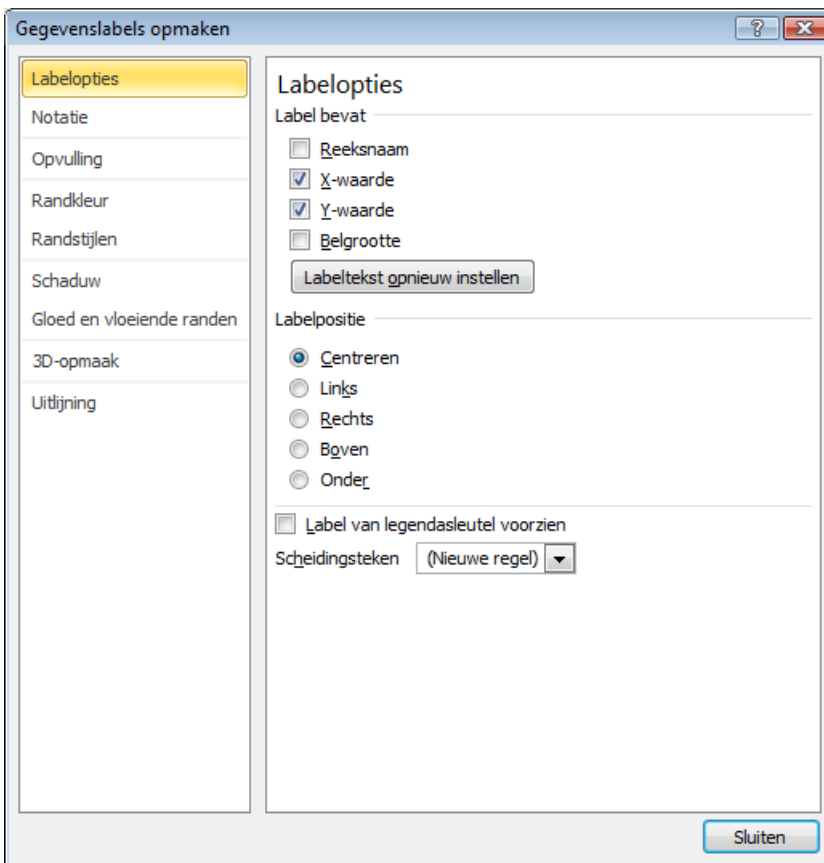 Gegevenslabels opmaken
Labelopties
Notatie
Opvulling
Randkleur
Randstijlen
Schaduw
Gloed en vloeiende randen
3D-opmaak
Uitlijning
Labelopties
Label bevat
Reeksnaam
X-waarde
Y-waarde
Belgrootte
Labeltekst opnieuw instellen
Labelpositie
Centreren
Links
Rechts
Boven
Onder
Label van legendasleutel voorzien
Scheidingsteken (Nieuwe regel)
Sluiten